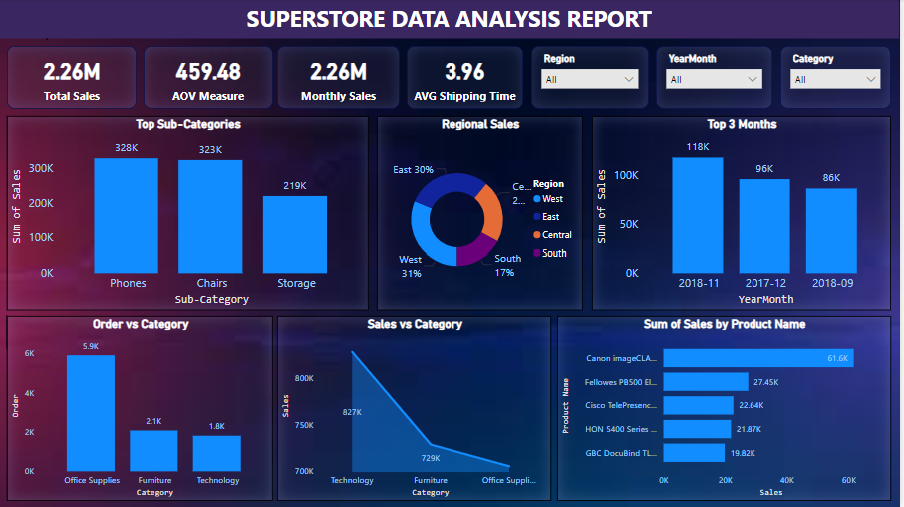 SUPERSTORE DATA ANALYSIS REPORT
2.26M
Total Sales
459.48
AOV Measure
2.26M
Monthly Sales
3.96
AVG Shipping Time
Region
All
YearMonth
All
Category
All
Top Sub-Categories
Sum of Sales
300K
200K
100K
0K
328K
323K
219K
Phones
Chairs
Storage
Sub-Category
Regional Sales
East 30%
Ce...
2...
West
31%
South
17%
Region
West
East
Central
South
Top 3 Months
Sum of Sales
100K
50K
0K
118K
96K
86K
2018-11
2017-12
2018-09
YearMonth
Order vs Category
Order
6K
4K
2K
0K
5.9K
2.1K
1.8K
Office Supplies
Furniture
Technology
Category
Sales vs Category
Sales
800K
750K
700K
827K
729K
Technology
Furniture
Office Suppli...
Category
Sum of Sales by Product Name
Product Name
Canon imageCLA...
61.6K
Fellowes PB500 El...
27.45K
Cisco TelePresenc...
22.64K
HON 5400 Series ...
21.87K
GBC DocuBind TL...
19.82K
0K
20K
40K
60K
Sales